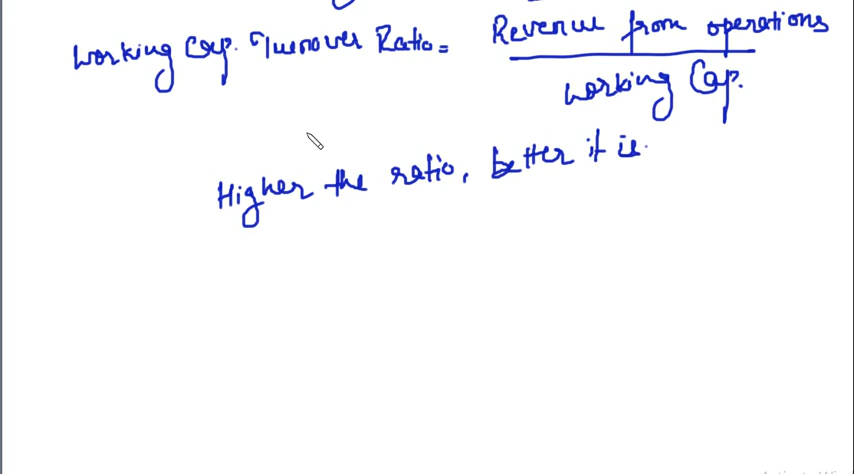 Working Cap. Turnover Ratio = Revenue from operations
Working Cap.
Higher the ratio, better it is.